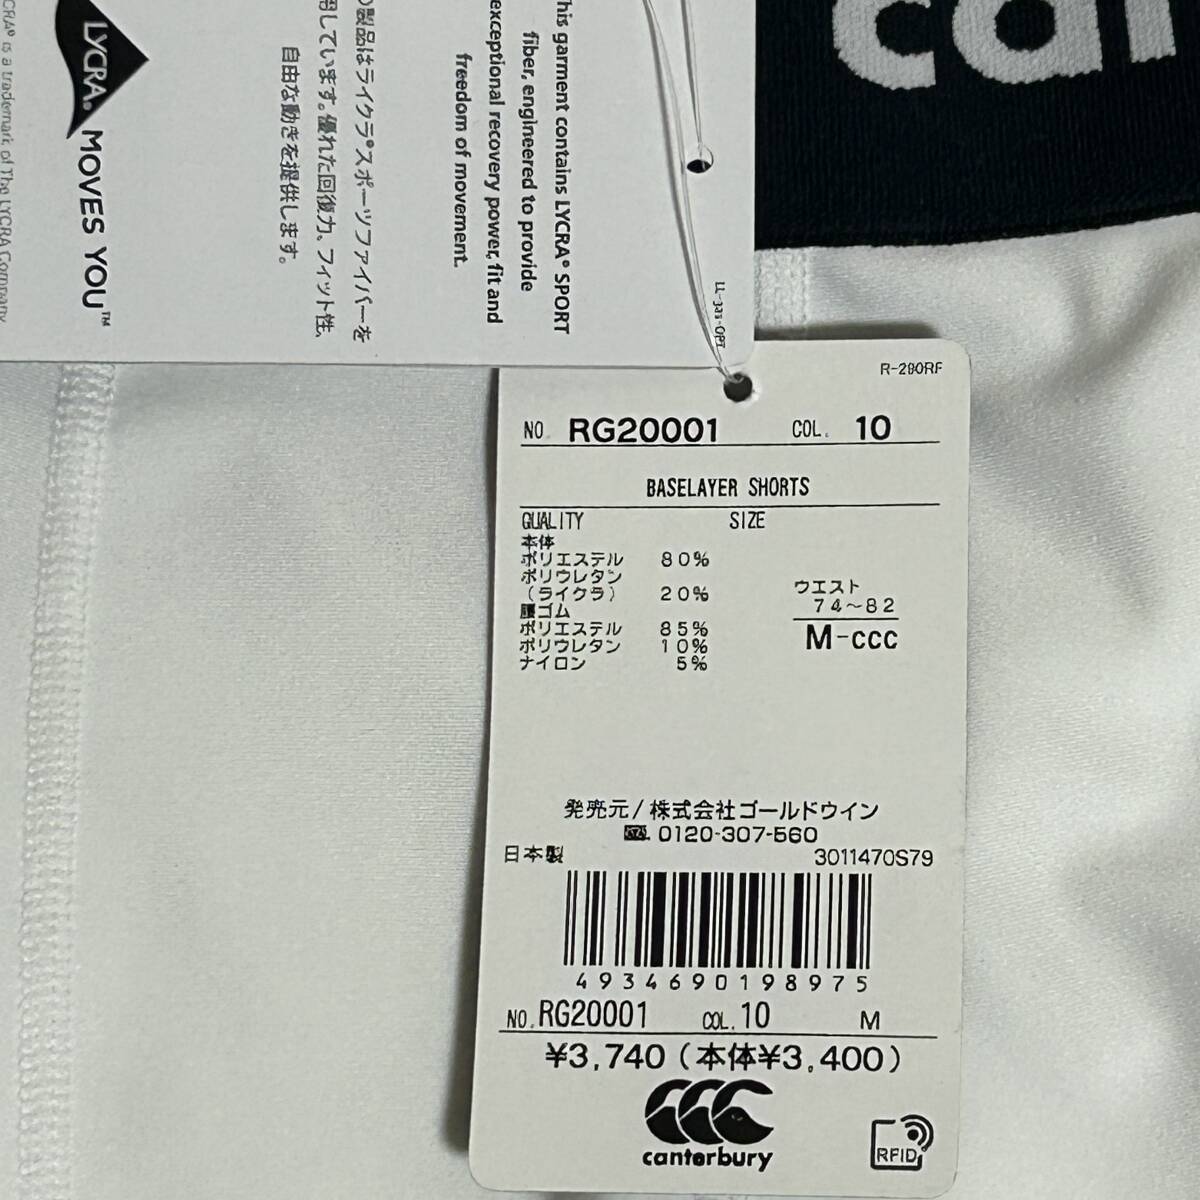 can
This garment contains LYCRA® SPORT
fiber, engineered to provide
exceptional recovery power, fit and
freedom of movement.
製品はライクラ®スポーツファイバーを
用しています。優れた回復力、フィット性、
自由な動きを提供します。
LYCRA®
MOVES YOU™
CRA® is a trademark of The LYCRA Company
R-280RF
NO. RG20001 COL. 10
BASELAYER SHORTS
QUALITY SIZE
本体
ポリエステル 80%
ポリウレタン
(ライクラ) 20%
腰ゴム
ポリエステル 85%
ポリウレタン 10%
ナイロン 5%
ウエスト
74〜82
M-CCC
発売元/株式会社ゴールドウイン
0120-307-560
日本製 3011470S79
4934690198975
NO. RG20001 COL. 10 M
¥3,740(本体¥3,400)
canterbury
RFID